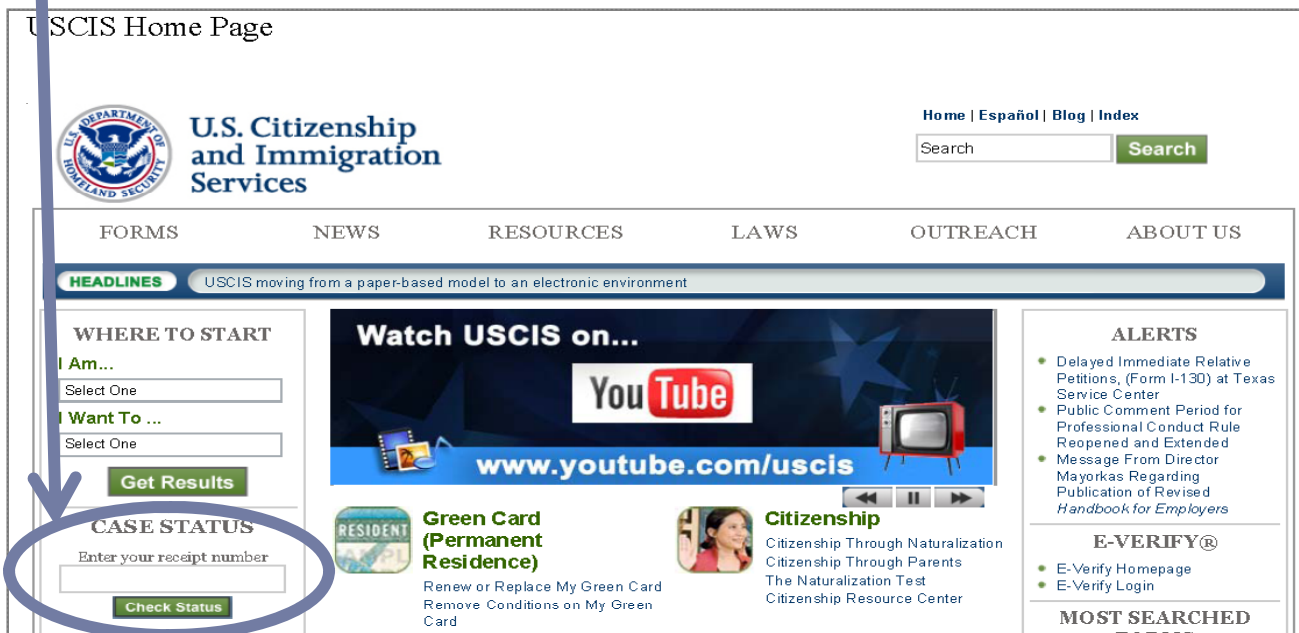 USCIS Home Page
U.S. Citizenship
and Immigration
Services
Home | Español | Blog | Index
Search
Search
FORMS
NEWS
RESOURCES
LAWS
OUTREACH
ABOUT US
HEADLINES
USCIS moving from a paper-based model to an electronic environment
WHERE TO START
I Am...
Select One
I Want To ...
Select One
Get Results
CASE STATUS
Enter your receipt number
Check Status
Watch USCIS on...
YouTube
www.youtube.com/uscis
RESIDENT
Green Card
(Permanent
Residence)
Renew or Replace My Green Card
Remove Conditions on My Green
Card
Citizenship
Citizenship Through Naturalization
Citizenship Through Parents
The Naturalization Test
Citizenship Resource Center
ALERTS
Delayed Immediate Relative
Petitions, (Form I-130) at Texas
Service Center
Public Comment Period for
Professional Conduct Rule
Reopened and Extended
Message From Director
Mayorkas Regarding
Publication of Revised
Handbook for Employers
E-VERIFY®
E-Verify Homepage
E-Verify Login
MOST SEARCHED